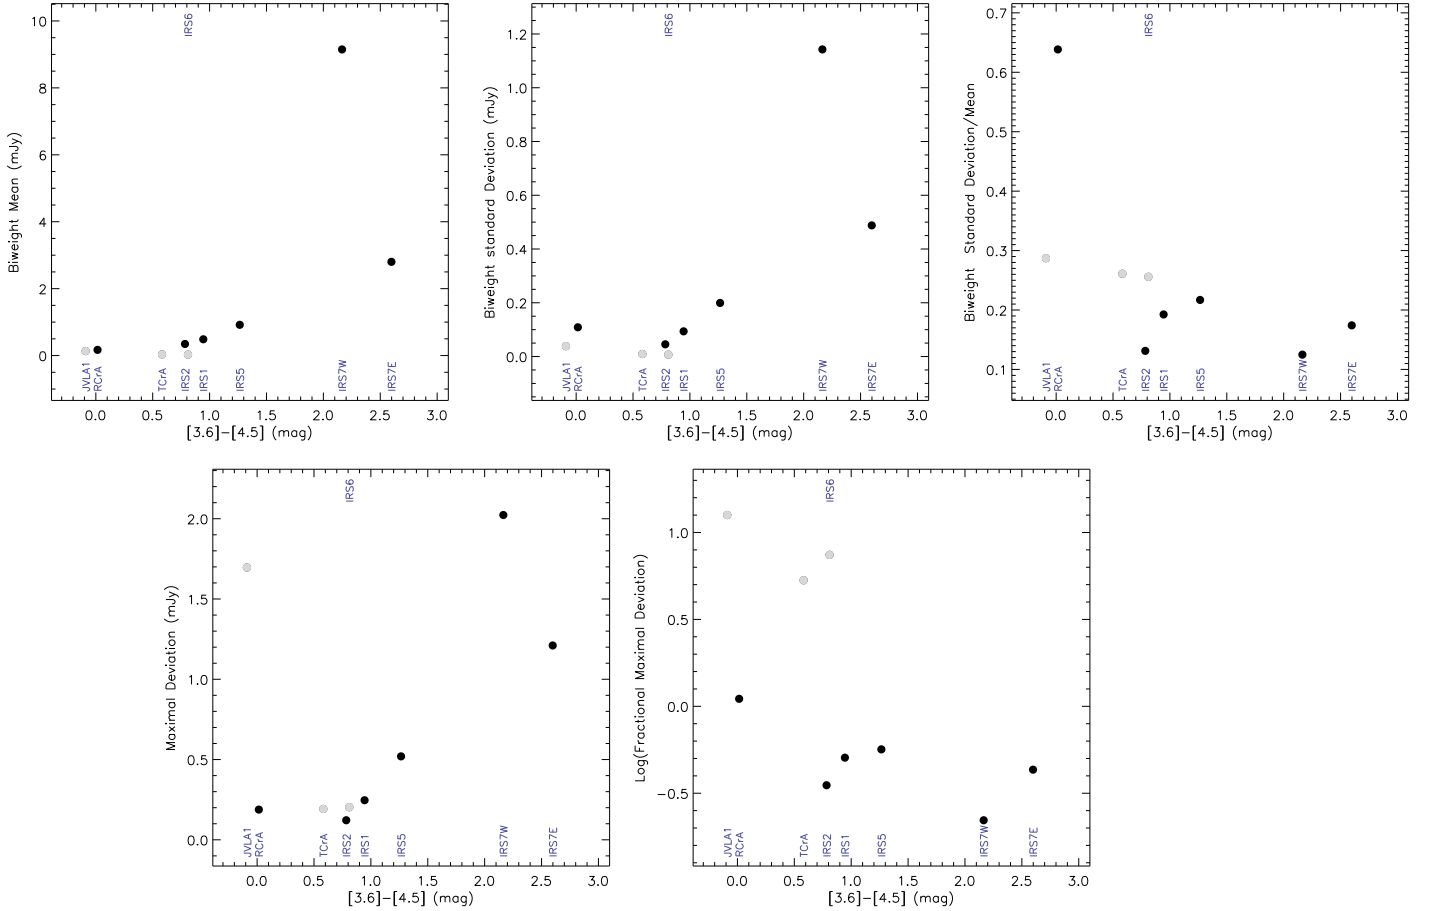 IRS6
10
8
6
4
2
0
Biweight Mean (mJy)
JVLA1
RCrA
TCrA
IRS2
IRS1
IRS5
IRS7W
IRS7E
0.0 0.5 1.0 1.5 2.0 2.5 3.0
[3.6]-[4.5] (mag)
IRS6
1.2
1.0
0.8
0.6
0.4
0.2
0.0
Biweight standard Deviation (mJy)
JVLA1
RCrA
TCrA
IRS2
IRS1
IRS5
IRS7W
IRS7E
0.0 0.5 1.0 1.5 2.0 2.5 3.0
[3.6]-[4.5] (mag)
IRS6
0.7
0.6
0.5
0.4
0.3
0.2
0.1
Biweight Standard Deviation/Mean
JVLA1
RCrA
TCrA
IRS2
IRS1
IRS5
IRS7W
IRS7E
0.0 0.5 1.0 1.5 2.0 2.5 3.0
[3.6]-[4.5] (mag)
IRS6
2.0
1.5
1.0
0.5
0.0
Maximal Deviation (mJy)
JVLA1
RCrA
TCrA
IRS2
IRS1
IRS5
IRS7W
IRS7E
0.0 0.5 1.0 1.5 2.0 2.5 3.0
[3.6]-[4.5] (mag)
IRS6
1.0
0.5
0.0
-0.5
Log(Fractional Maximal Deviation)
JVLA1
RCrA
TCrA
IRS2
IRS1
IRS5
IRS7W
IRS7E
0.0 0.5 1.0 1.5 2.0 2.5 3.0
[3.6]-[4.5] (mag)